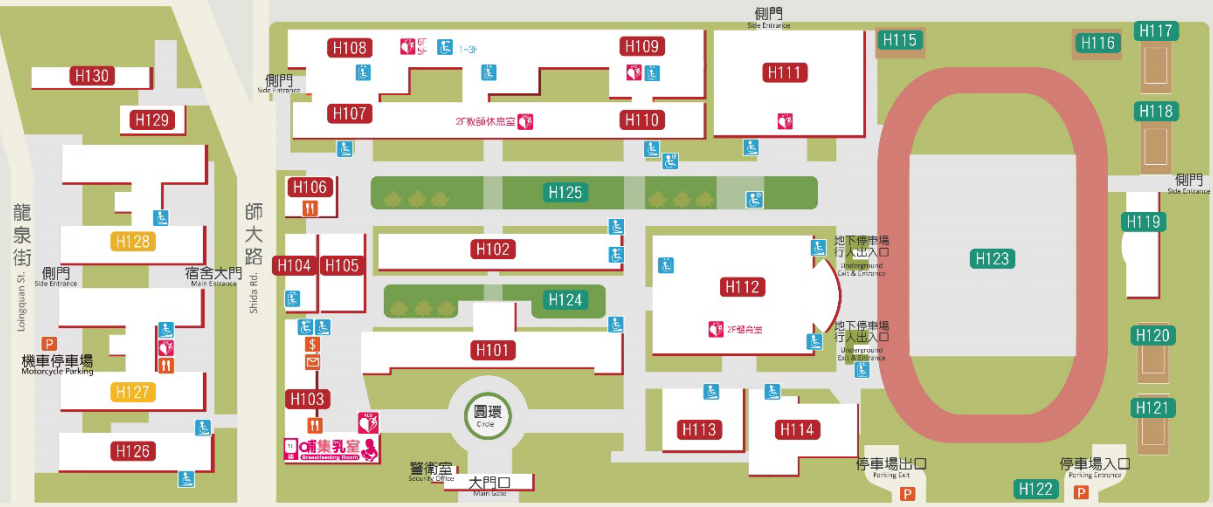 側門
Side Entrance
H108
6F
5F
1~3F
H109
H111
H115
H116
H117
H130
側門
Side Entrance
H129
H107
2F教師休息室
H110
H118
H106
H125
側門
Side Entrance
龍泉街
Loingquan St.
師大路
Shida Rd.
H128
側門
Side Entrance
宿舍大門
Main Entrance
H104
H105
H102
地下停車場
行人出入口
Underground
Exit & Entrance
H119
H123
H112
H124
2F體育室
地下停車場
行人出入口
Underground
Exit & Entrance
P
機車停車場
Motorcycle Parking
$
H101
H120
H127
H103
圓環
Circle
H113
H114
H121
H126
哺集乳室
Breastfeeding Room
警衛室
Security Office
大門口
Main Gate
停車場出口
Parking Exit
P
H122
停車場入口
Parking Entrance
P